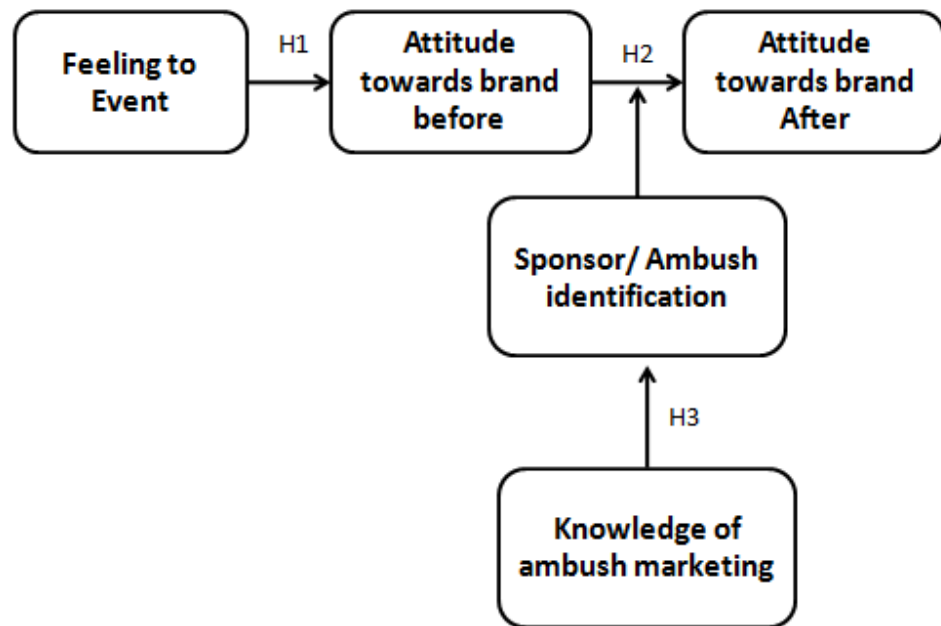 Feeling to
Event
H1
Attitude
towards brand
before
H2
Attitude
towards brand
After
Sponsor/ Ambush
identification
H3
Knowledge of
ambush marketing